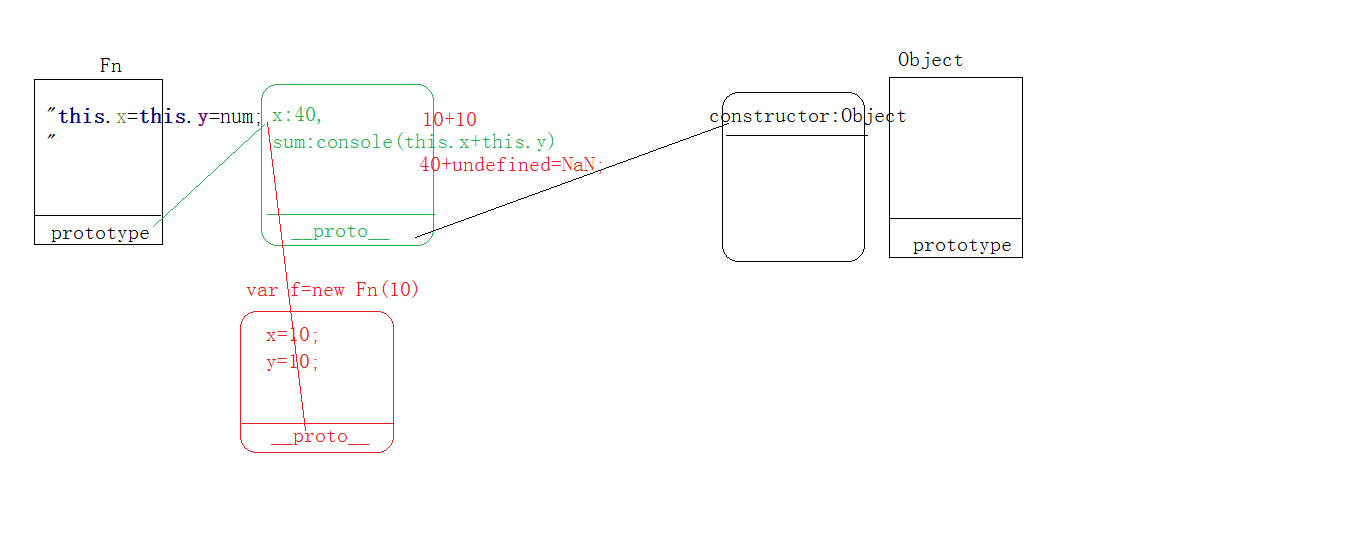 Fn
"this.x=this.y=num;
"
prototype
x:40,
sum:console(this.x+this.y)
10+10
40+undefined=NaN;
__proto__
var f=new Fn(10)
x=10;
y=10;
__proto__
constructor:Object
Object
prototype